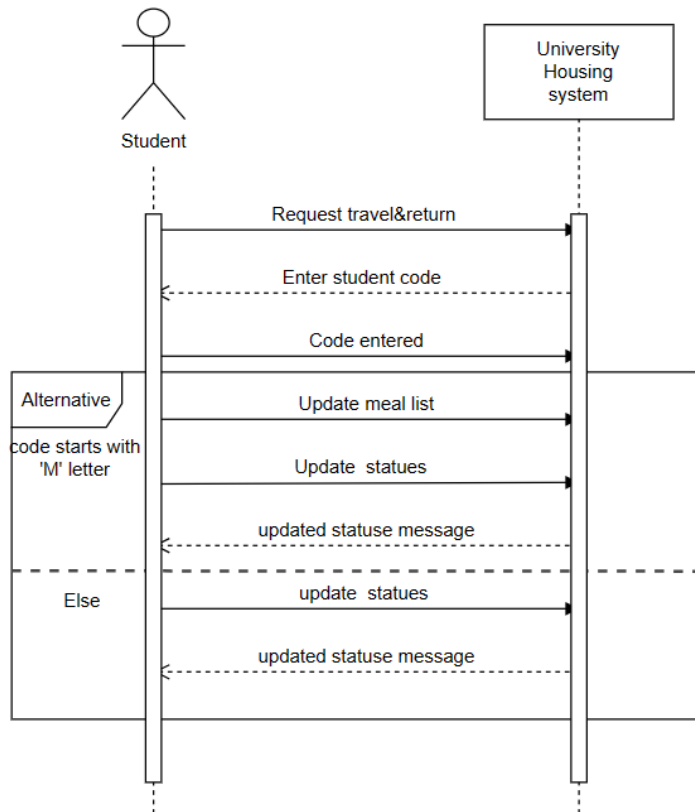 University
Housing
system
Student
Request travel&return
Enter student code
Code entered
Alternative
Update meal list
code starts with
'M' letter
Update  statues
updated statuse message
Else
update  statues
updated statuse message